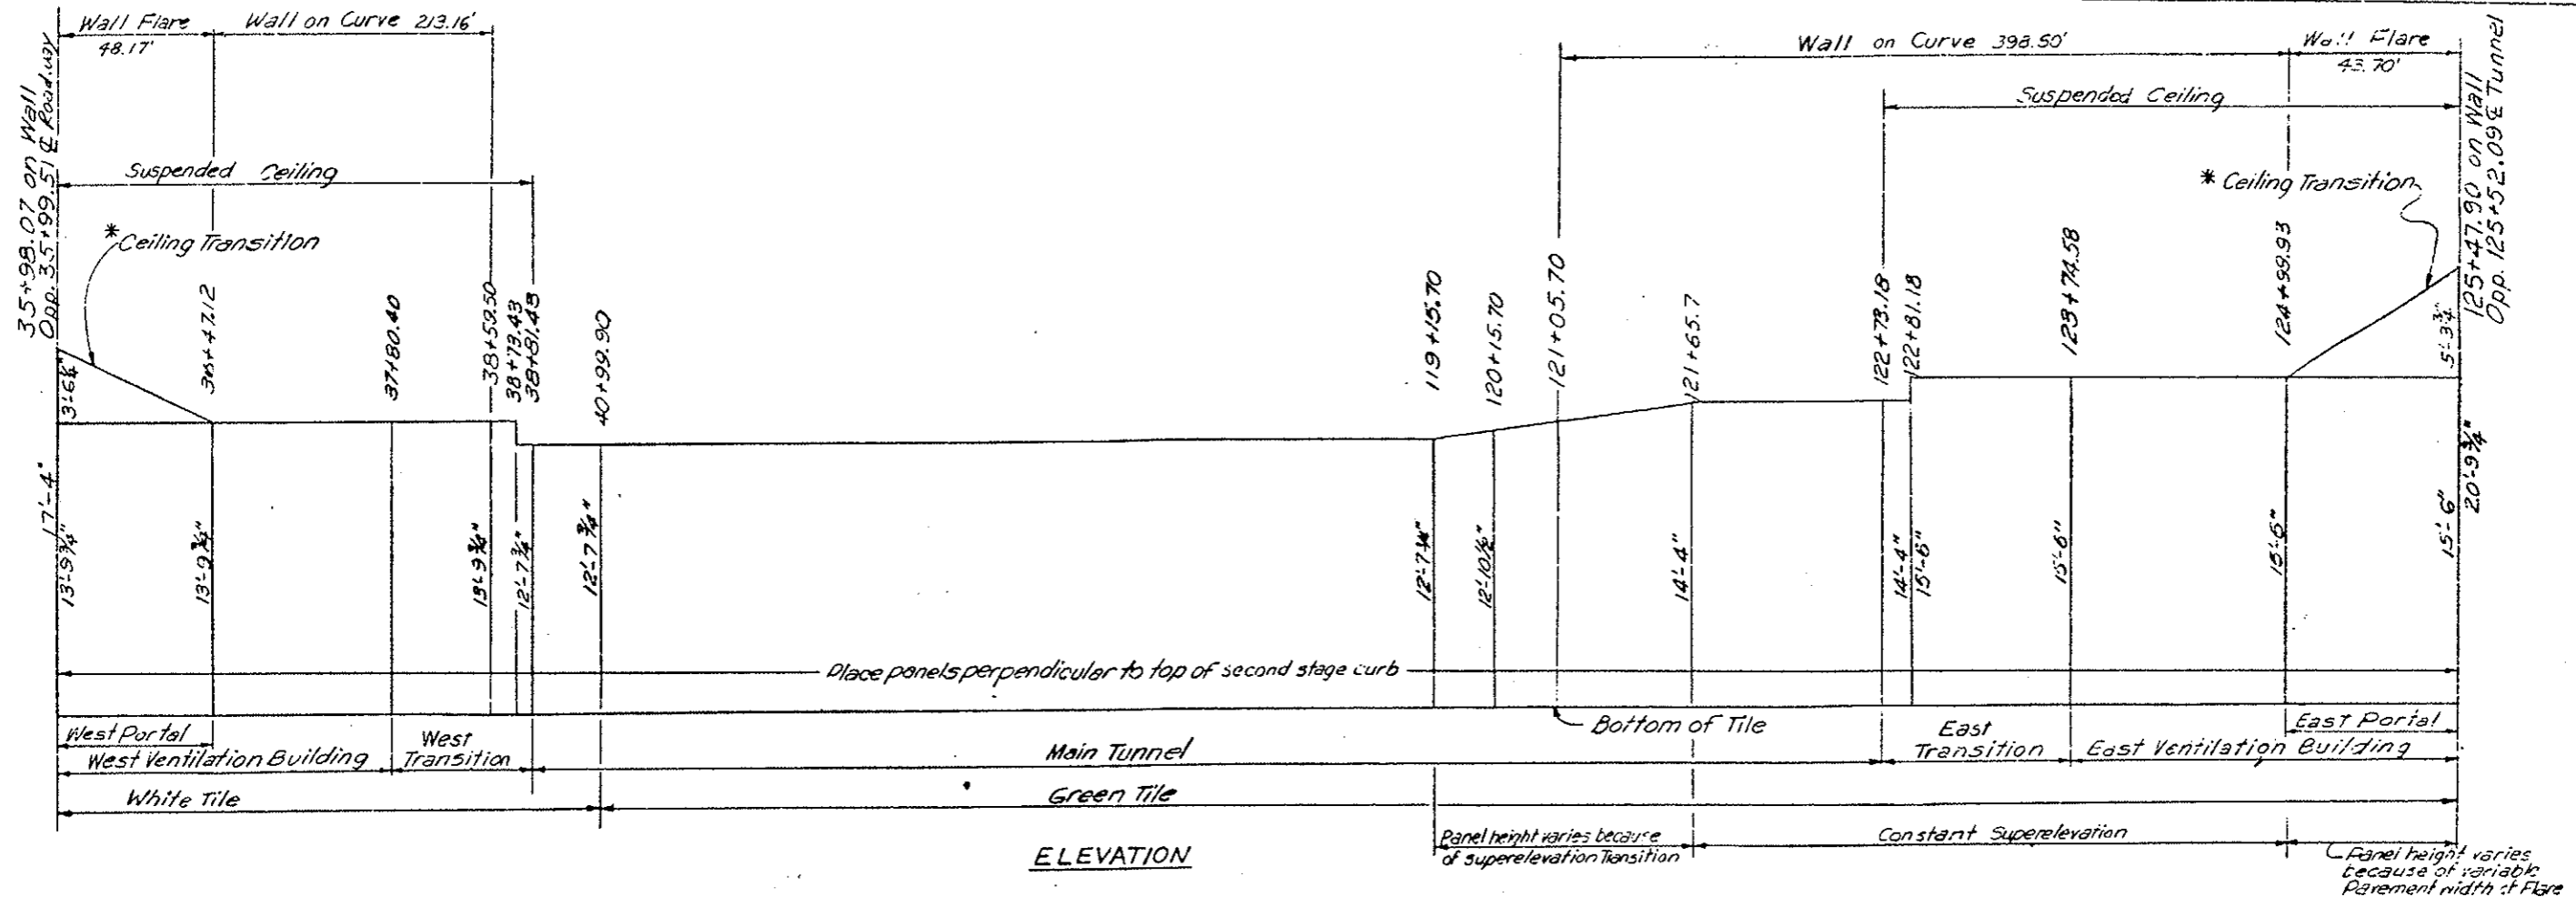 Wall Flare
48.17'
Wall on Curve 213.16'
Wall on Curve 398.50'
Wall Flare
43.70'
Suspended Ceiling
Suspended Ceiling
35+98.07 on Wall
Opp. 35+99.51 ℄ Roadway
125+47.90 on Wall
Opp. 125+52.09 ℄ Tunnel
* Ceiling Transition
* Ceiling Transition
36+47.12
37+80.40
38+59.50
38+73.43
38+81.43
40+99.90
119+15.70
120+15.70
121+05.70
121+65.7
122+73.18
122+81.18
123+74.58
124+99.93
3'-6¼"
5'-3¾"
17'-4"
13'-9¾"
13'-9¾"
13'-9¾"
12'-7¾"
12'-7¾"
12'-7¾"
12'-10½"
14'-4"
14'-4"
15'-6"
15'-6"
15'-6"
15'-6"
20'-9¾"
Place panels perpendicular to top of second stage curb
Bottom of Tile
West Portal
West Ventilation Building
West
Transition
Main Tunnel
East
Transition
East Portal
East Ventilation Building
White Tile
Green Tile
Panel height varies because
of superelevation Transition
Constant Superelevation
Panel height varies
because of variable
Pavement width at Flare
ELEVATION